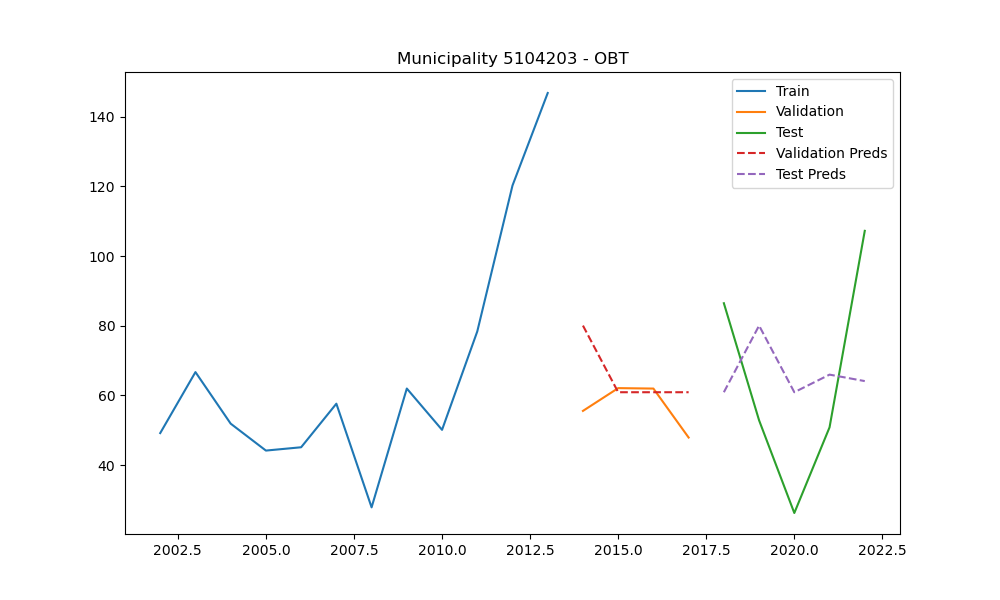 Municipality 5104203 - OBT
Train
Validation
Test
Validation Preds
Test Preds
140
120
100
80
60
40
2002.5 2005.0 2007.5 2010.0 2012.5 2015.0 2017.5 2020.0 2022.5